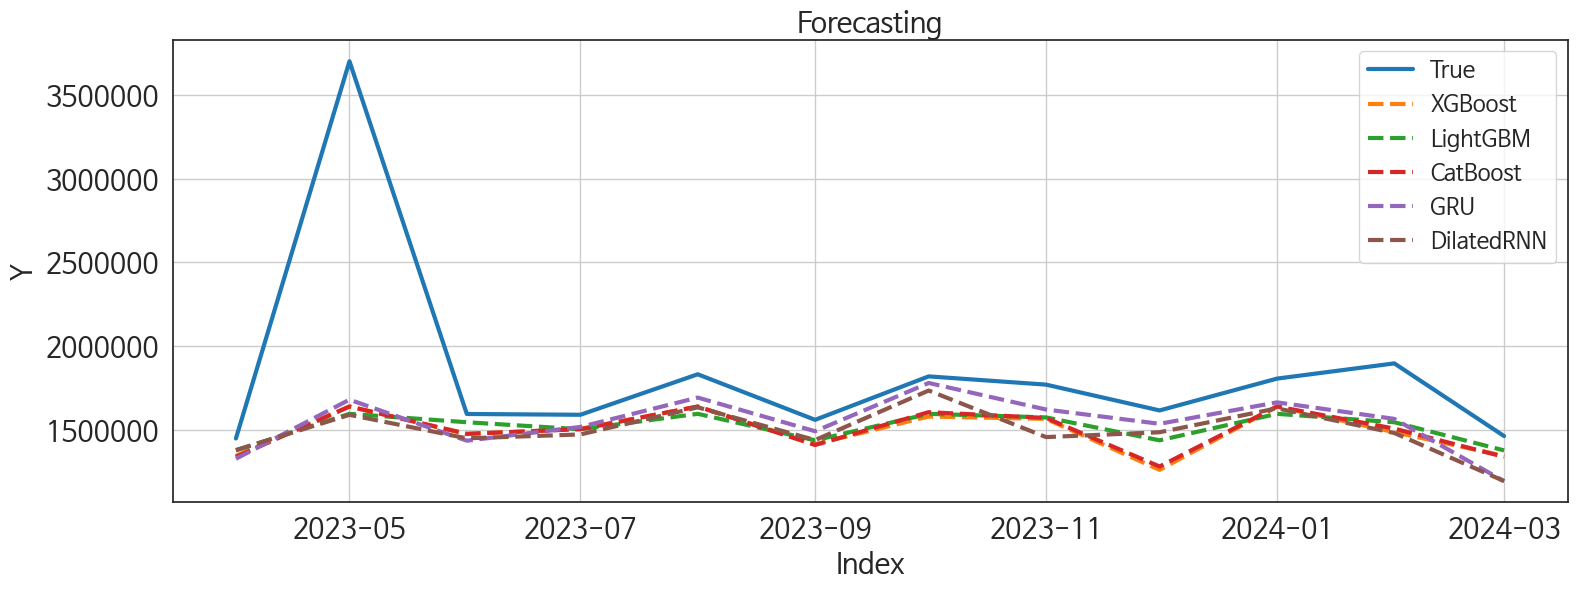 Forecasting
True
XGBoost
LightGBM
CatBoost
GRU
DilatedRNN
3500000
3000000
2500000
2000000
1500000
Y
2023-05
2023-07
2023-09
2023-11
2024-01
2024-03
Index